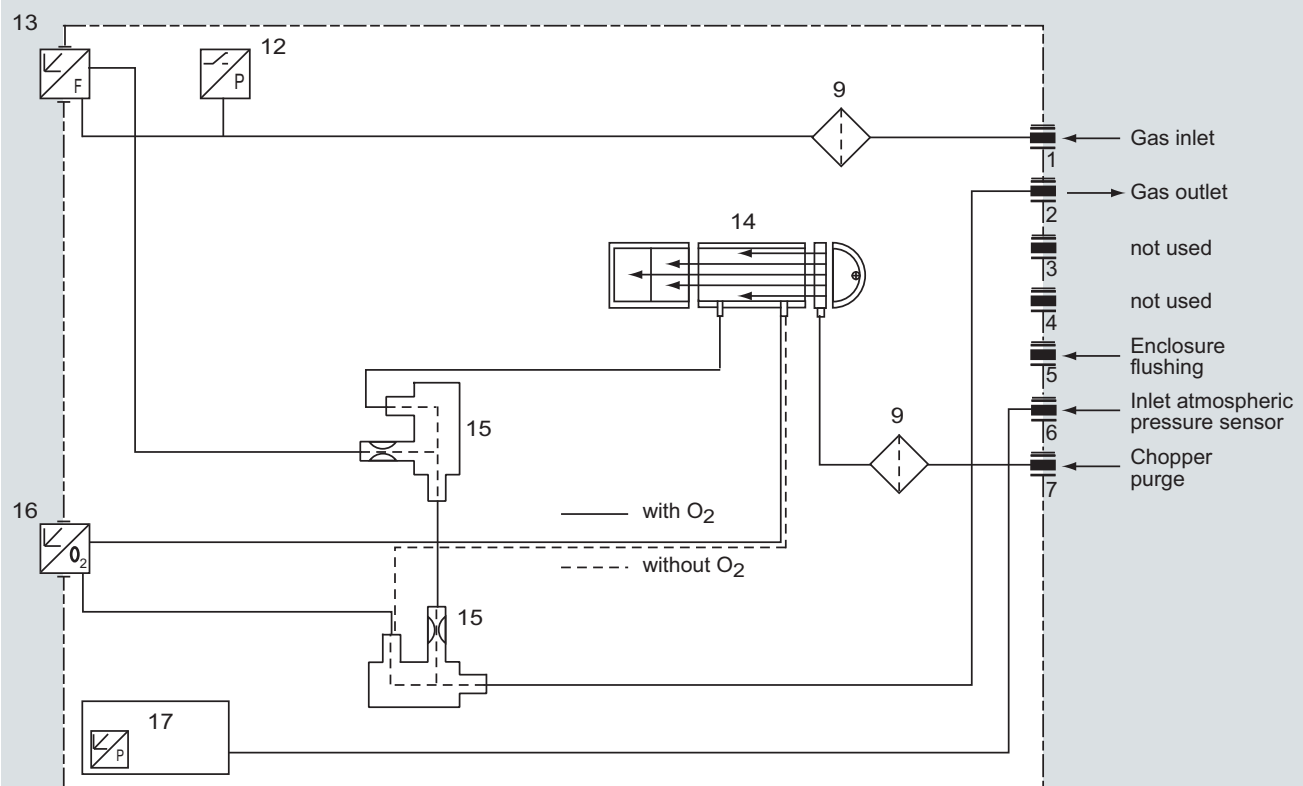 13
12
F
P
9
Gas inlet
1
Gas outlet
2
14
not used
3
not used
4
Enclosure
flushing
5
Inlet atmospheric
pressure sensor
6
9
15
Chopper
purge
7
16
with O2
O2
without O2
15
17
P